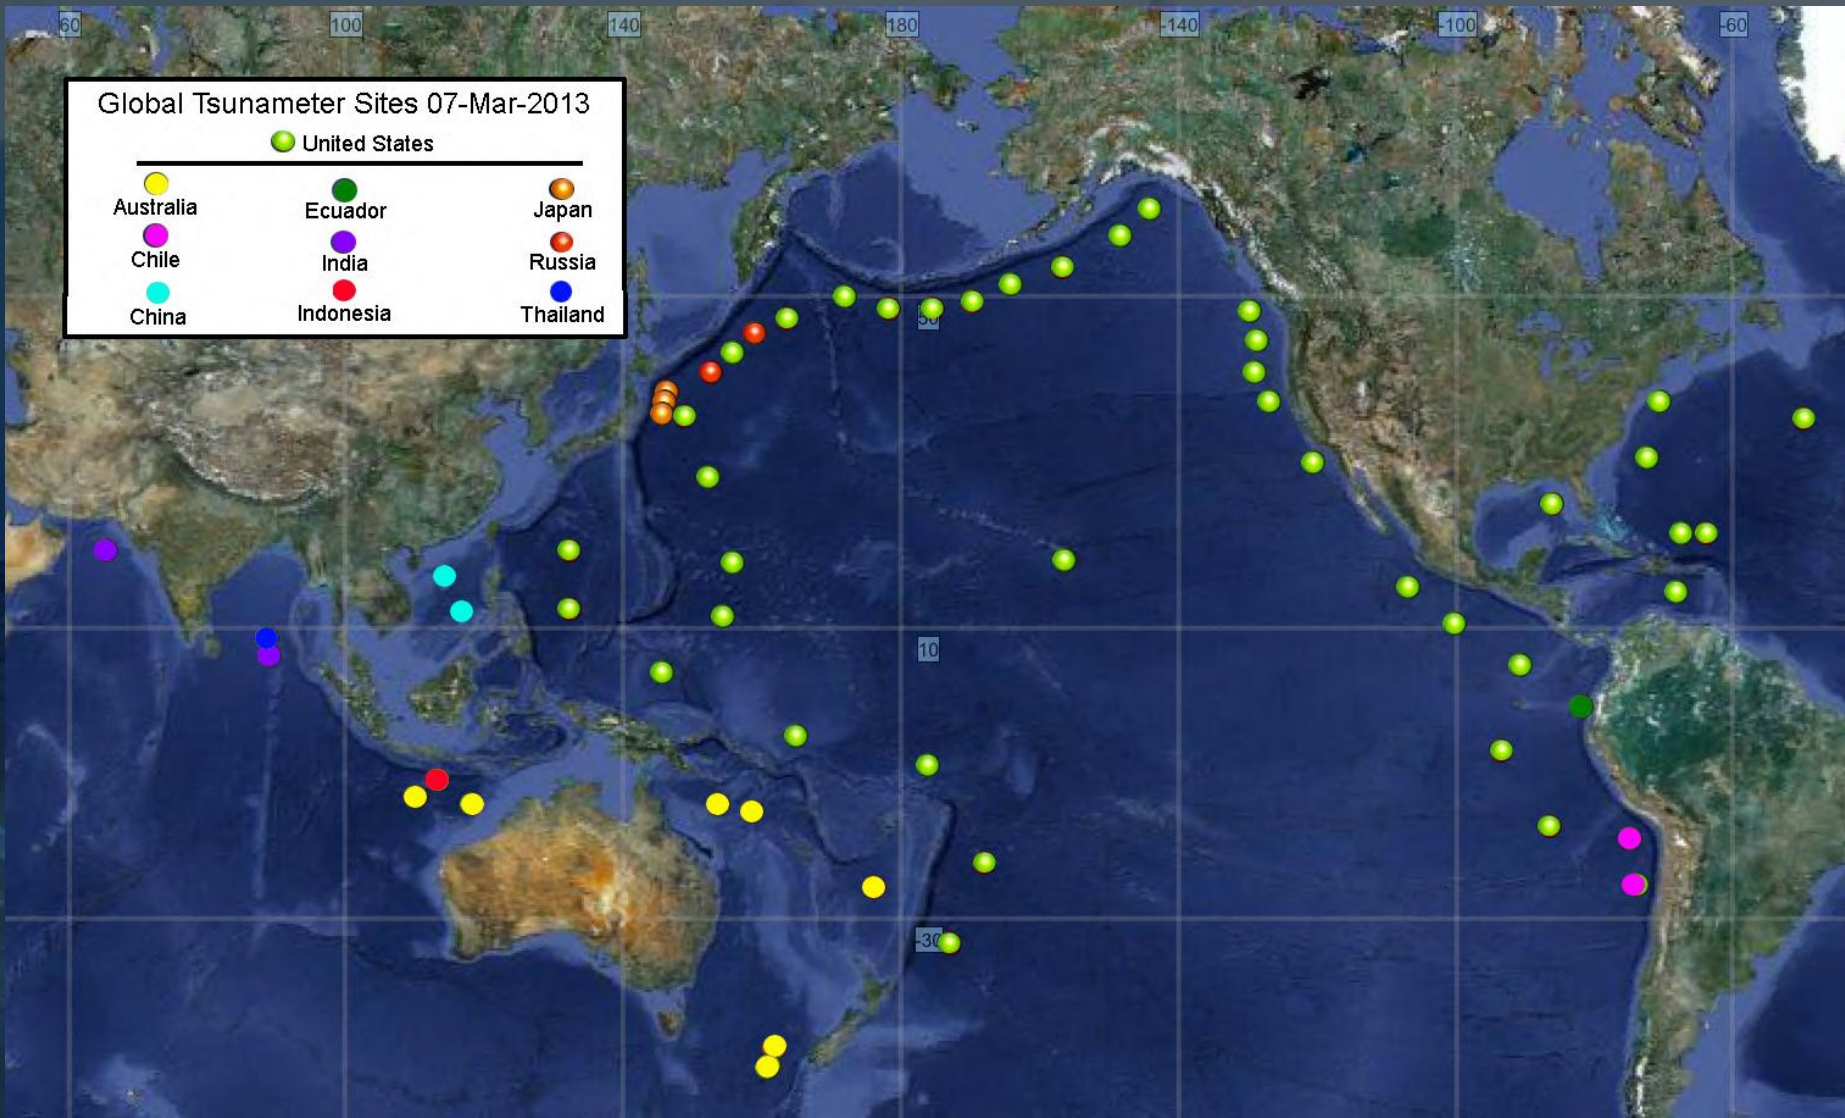 60 100 140 180 -140 -100 -60
Global Tsunameter Sites 07-Mar-2013
United States
Australia Ecuador Japan
Chile India Russia
China Indonesia Thailand
50
10
-30